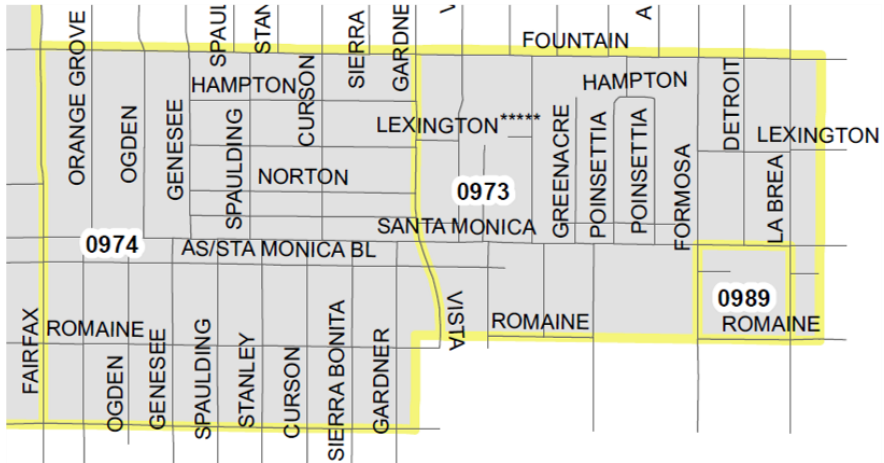 ORANGE GROVE
SPAUL
STAN
SIERRA
GARDNE
V
A
FOUNTAIN
OGDEN
GENESEE
HAMPTON
CURSON
HAMPTON
DETROIT
SPAULDING
LEXINGTON *****
GREENACRE
POINSETTIA
POINSETTIA
LEXINGTON
NORTON
0973
FORMOSA
LA BREA
SANTA MONICA
0974
AS/STA MONICA BL
0989
FAIRFAX
ROMAINE
VISTA
ROMAINE
ROMAINE
OGDEN
GENESEE
SPAULDING
STANLEY
CURSON
SIERRA BONITA
GARDNER